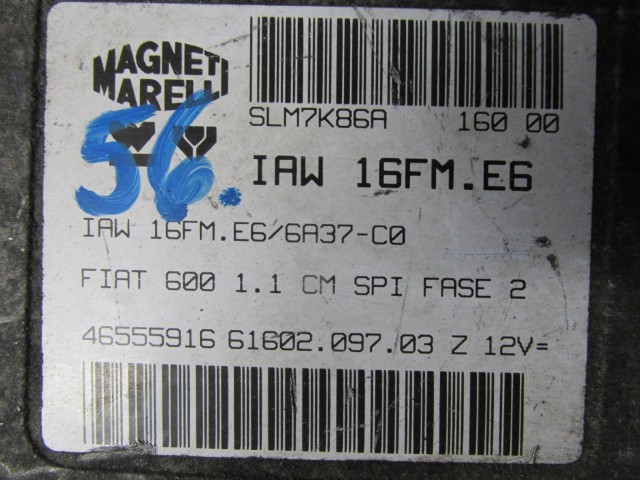 MAGNETI
MARELLI
56.
SLM7K86A 160 00
IAW 16FM.E6
IAW 16FM.E6/6A37-C0
FIAT 600 1.1 CM SPI FASE 2
46555916 61602.097.03 Z 12V=